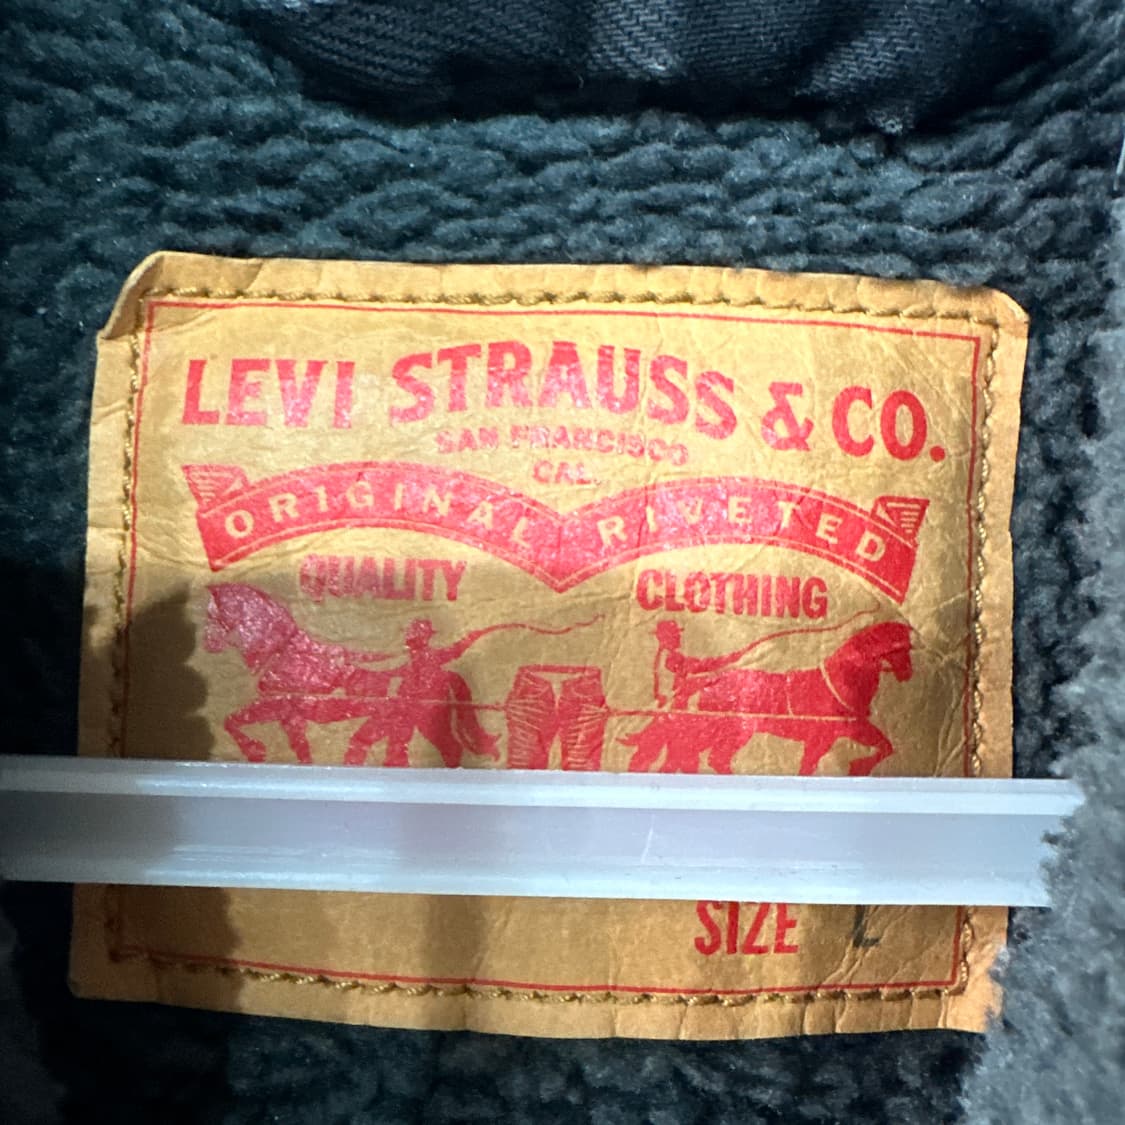 LEVI STRAUSS & CO.
SAN FRANCISCO
CAL.
ORIGINAL RIVETED
QUALITY CLOTHING
SIZE L